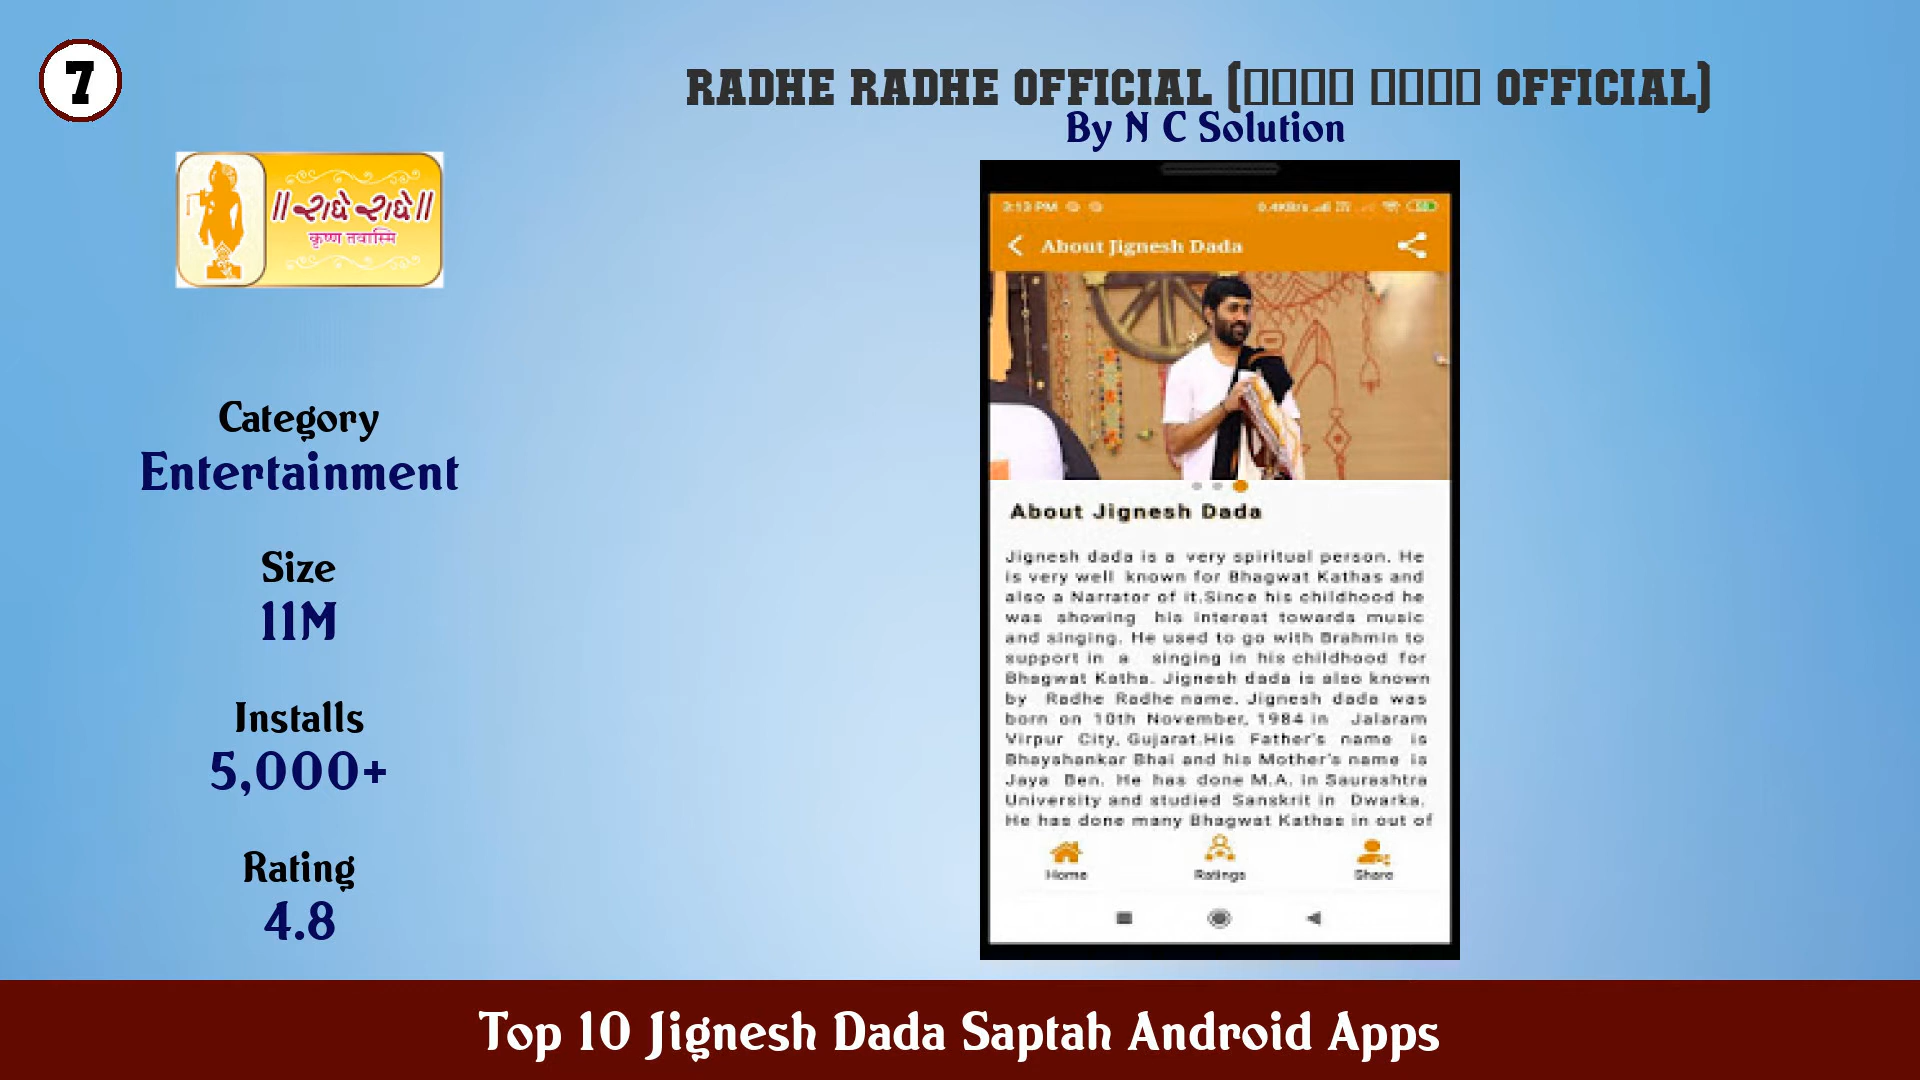 7
RADHE RADHE OFFICIAL (▯▯▯▯ ▯▯▯▯ OFFICIAL)
By N C Solution
॥ રાધે રાધે ॥
कृष्ण तवास्मि
Category
Entertainment
Size
11M
Installs
5,000+
Rating
4.8
3:13 PM
0.4KB/s
About Jignesh Dada
About Jignesh Dada
Jignesh dada is a very spiritual person. He
is very well known for Bhagwat Kathas and
also a Narrator of it.Since his childhood he
was showing his interest towards music
and singing. He used to go with Brahmin to
support in a singing in his childhood for
Bhagwat Katha. Jignesh dada is also known
by Radhe Radhe name. Jignesh dada was
born on 10th November, 1984 in Jalaram
Virpur City, Gujarat.His Father's name is
Bhayshankar Bhai and his Mother's name is
Jaya Ben. He has done M.A. in Saurashtra
University and studied Sanskrit in Dwarka.
He has done many Bhagwat Kathas in out of
Home Ratings Share
Top 10 Jignesh Dada Saptah Android Apps